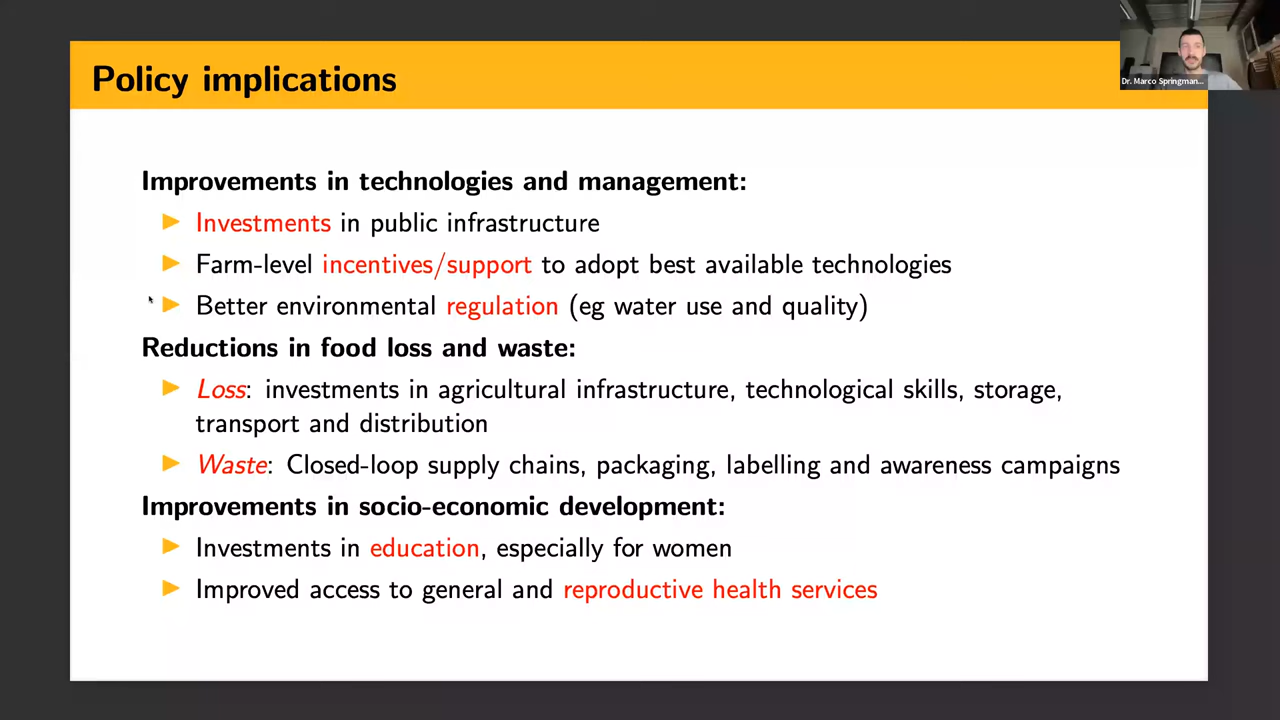 Policy implications
Dr. Marco Springman...
Improvements in technologies and management:
Investments in public infrastructure
Farm-level incentives/support to adopt best available technologies
Better environmental regulation (eg water use and quality)
Reductions in food loss and waste:
Loss: investments in agricultural infrastructure, technological skills, storage,
transport and distribution
Waste: Closed-loop supply chains, packaging, labelling and awareness campaigns
Improvements in socio-economic development:
Investments in education, especially for women
Improved access to general and reproductive health services